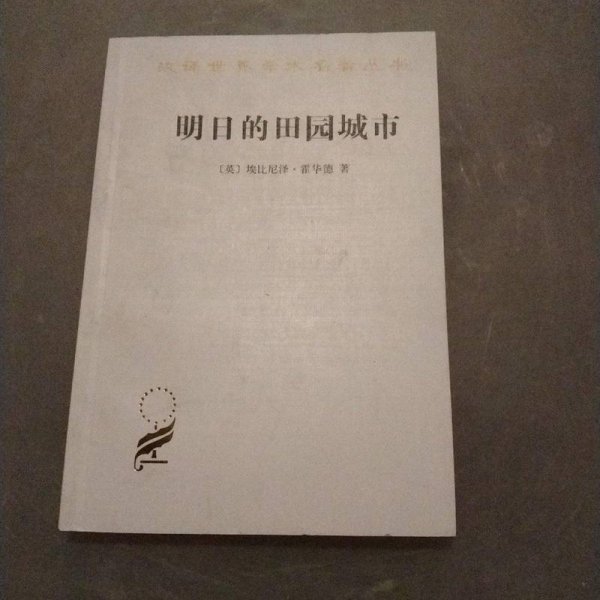 汉译世界学术名著丛书
明日的田园城市
〔英〕埃比尼泽·霍华德 著